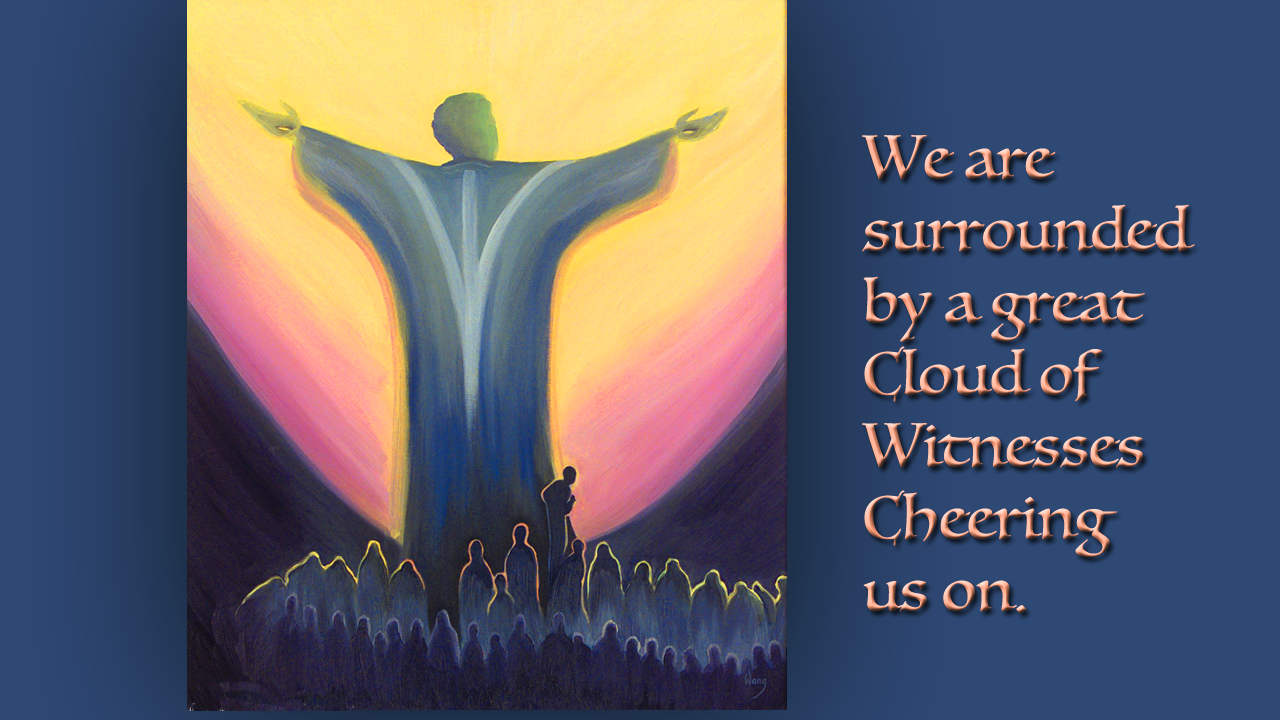 We are
surrounded
by a great
Cloud of
Witnesses
Cheering
us on.
Wang